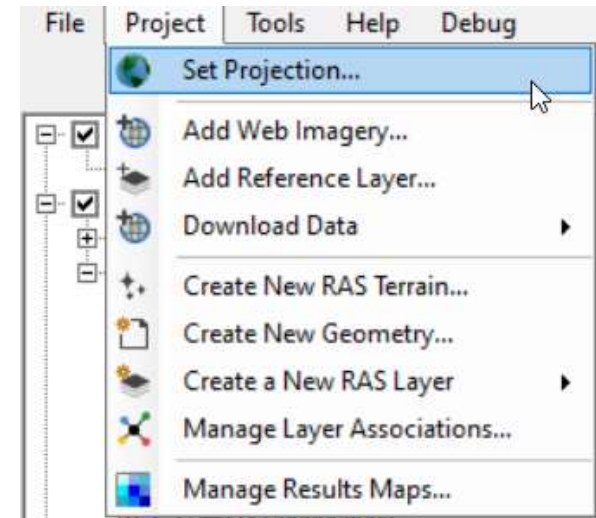 File Project Tools Help Debug
Set Projection...
Add Web Imagery...
Add Reference Layer...
Download Data
Create New RAS Terrain...
Create New Geometry...
Create a New RAS Layer
Manage Layer Associations...
Manage Results Maps...